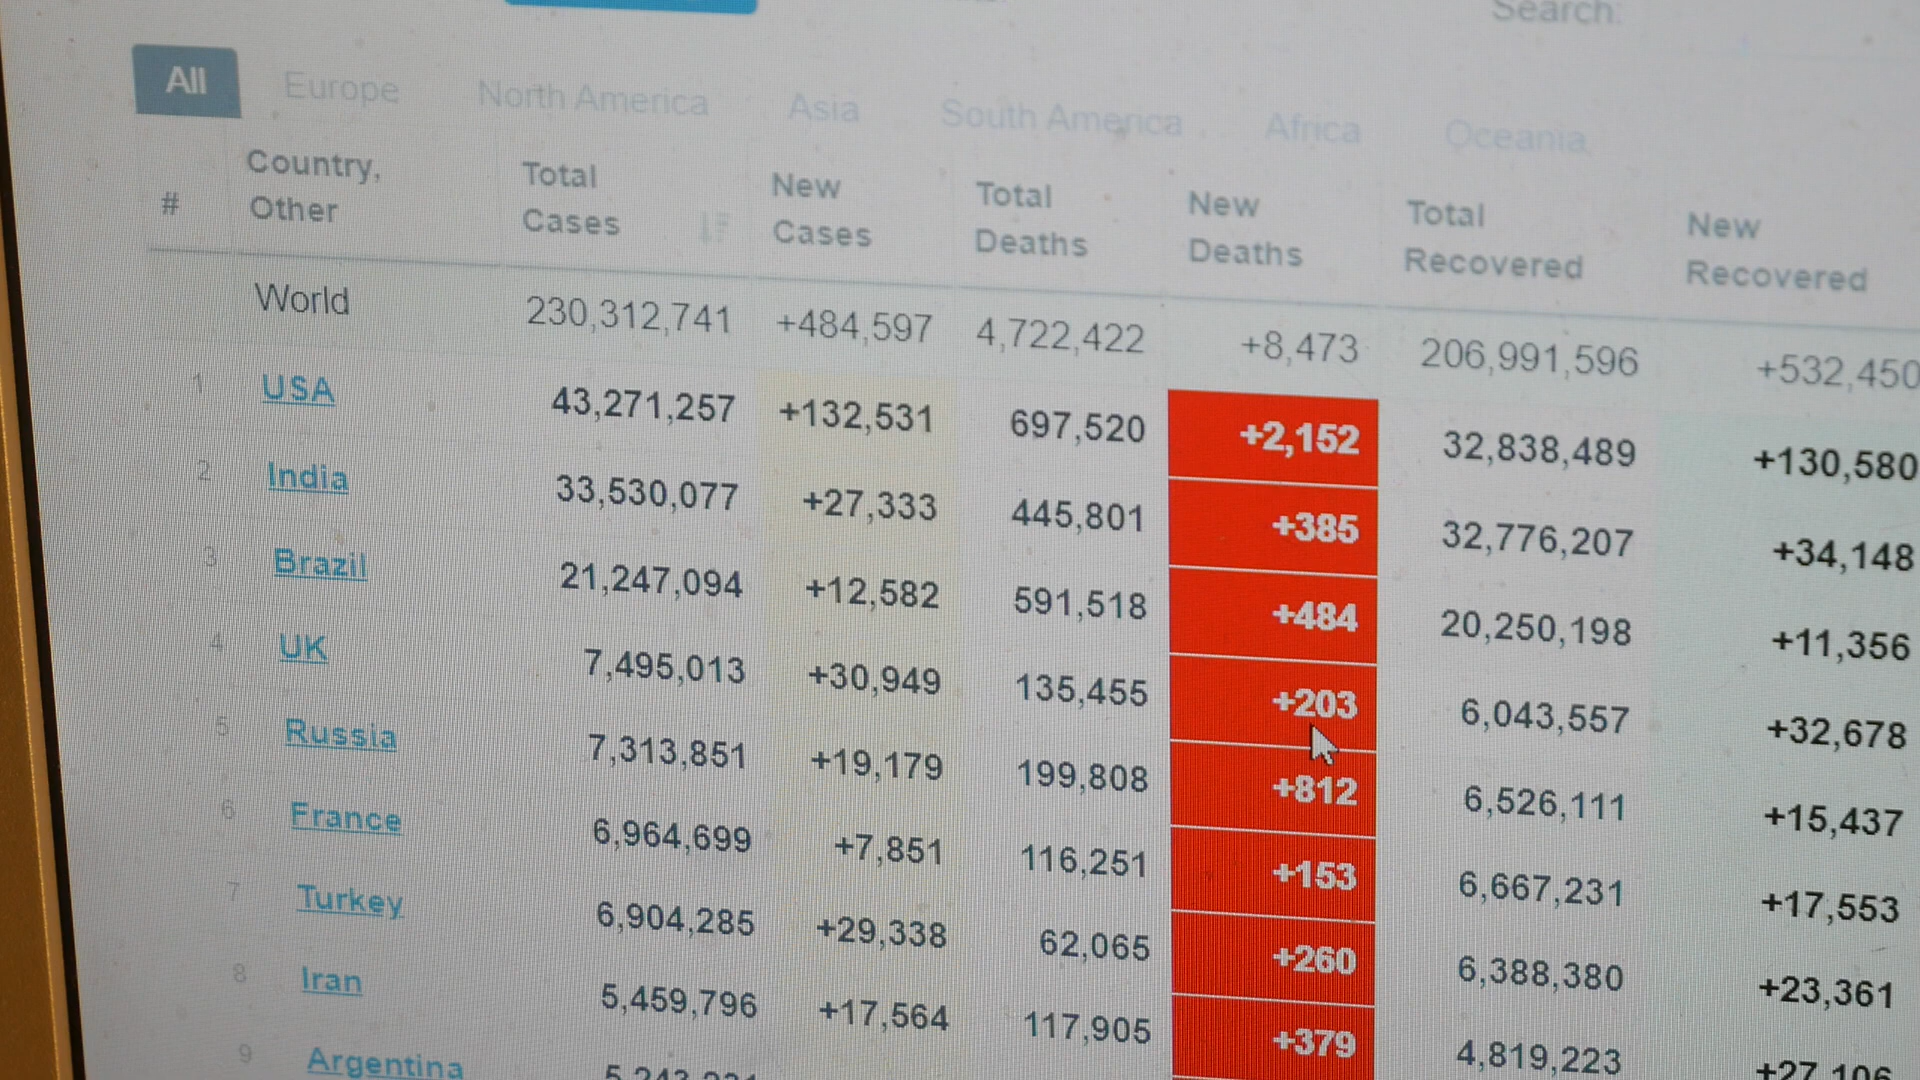 Search:
All Europe North America Asia South America Africa Oceania
# Country, Other Total Cases New Cases Total Deaths New Deaths Total Recovered New Recovered
World 230,312,741 +484,597 4,722,422 +8,473 206,991,596 +532,450
1 USA 43,271,257 +132,531 697,520 +2,152 32,838,489 +130,580
2 India 33,530,077 +27,333 445,801 +385 32,776,207 +34,148
3 Brazil 21,247,094 +12,582 591,518 +484 20,250,198 +11,356
4 UK 7,495,013 +30,949 135,455 +203 6,043,557 +32,678
5 Russia 7,313,851 +19,179 199,808 +812 6,526,111 +15,437
6 France 6,964,699 +7,851 116,251 +153 6,667,231 +17,553
7 Turkey 6,904,285 +29,338 62,065 +260 6,388,380 +23,361
8 Iran 5,459,796 +17,564 117,905 +379 4,819,223
9 Argentina